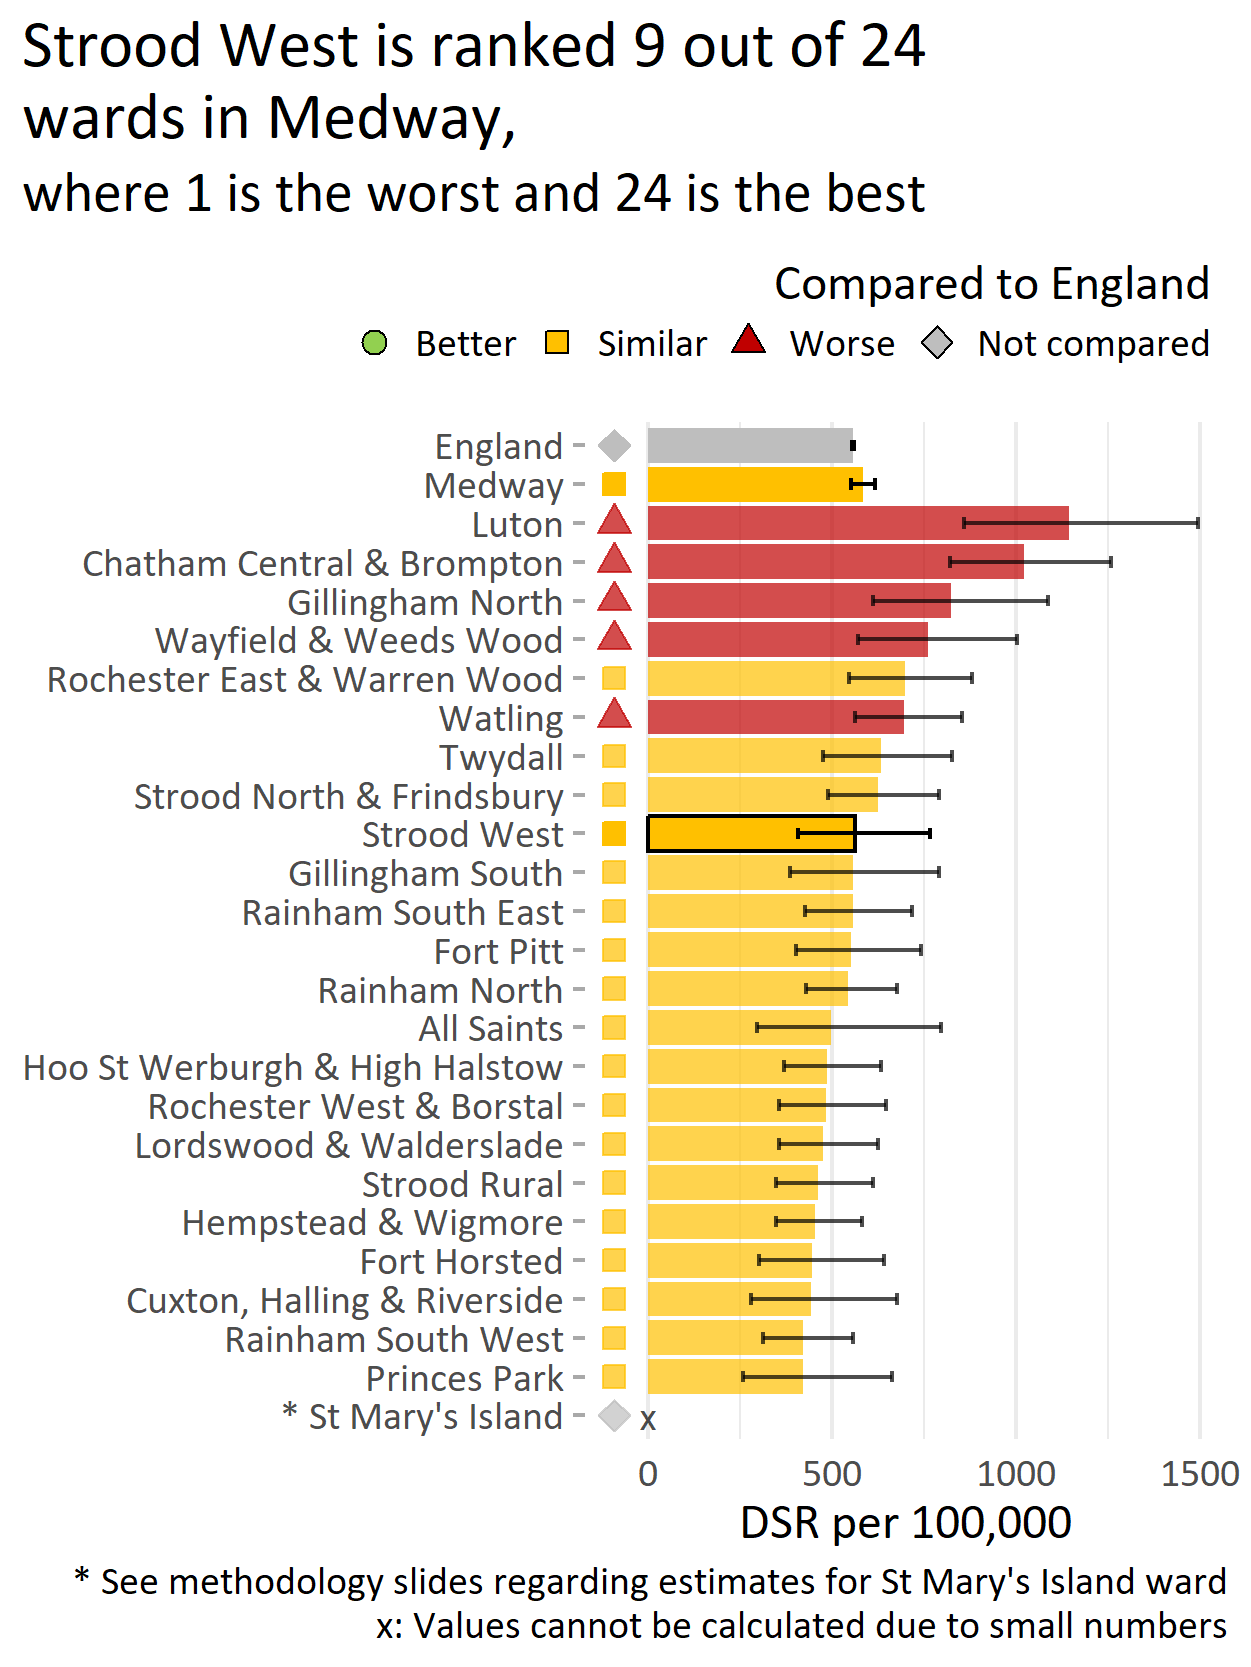 Strood West is ranked 9 out of 24
wards in Medway,
where 1 is the worst and 24 is the best
Compared to England
Better Similar Worse Not compared
England
Medway
Luton
Chatham Central & Brompton
Gillingham North
Wayfield & Weeds Wood
Rochester East & Warren Wood
Watling
Twydall
Strood North & Frindsbury
Strood West
Gillingham South
Rainham South East
Fort Pitt
Rainham North
All Saints
Hoo St Werburgh & High Halstow
Rochester West & Borstal
Lordswood & Walderslade
Strood Rural
Hempstead & Wigmore
Fort Horsted
Cuxton, Halling & Riverside
Rainham South West
Princes Park
* St Mary's Island x
0 500 1000 1500
DSR per 100,000
* See methodology slides regarding estimates for St Mary's Island ward
x: Values cannot be calculated due to small numbers